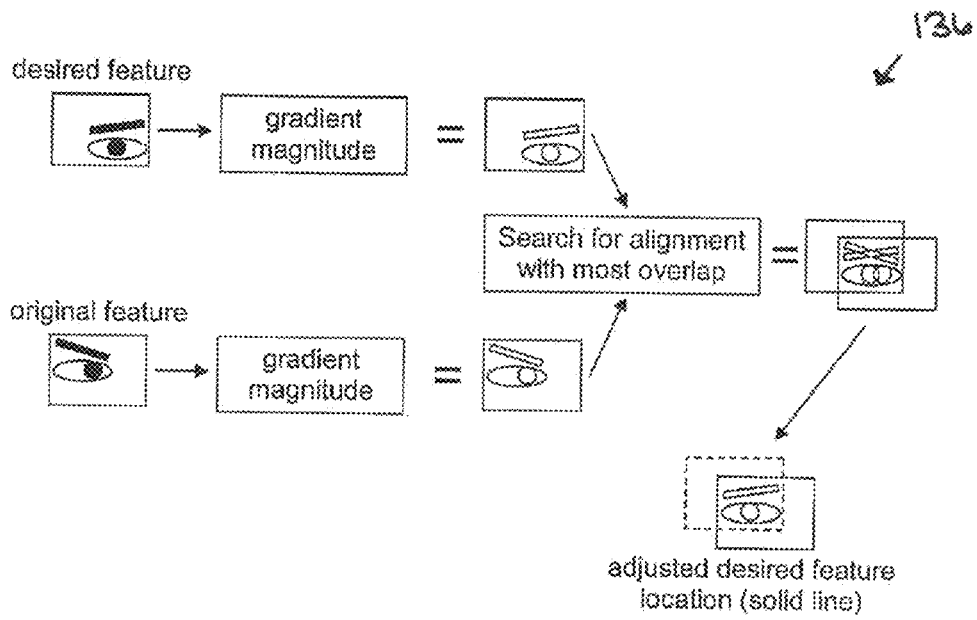 136
desired feature
gradient
magnitude
=
Search for alignment
with most overlap
=
original feature
gradient
magnitude
=
adjusted desired feature
location (solid line)